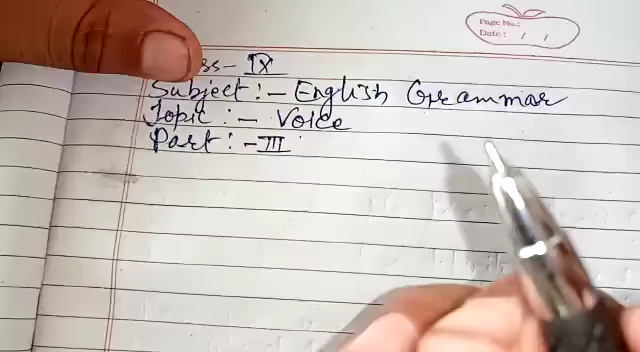 Page No.:
Date: / /
ss - IX
Subject :- English Grammar
Topic :- Voice
Part :- III